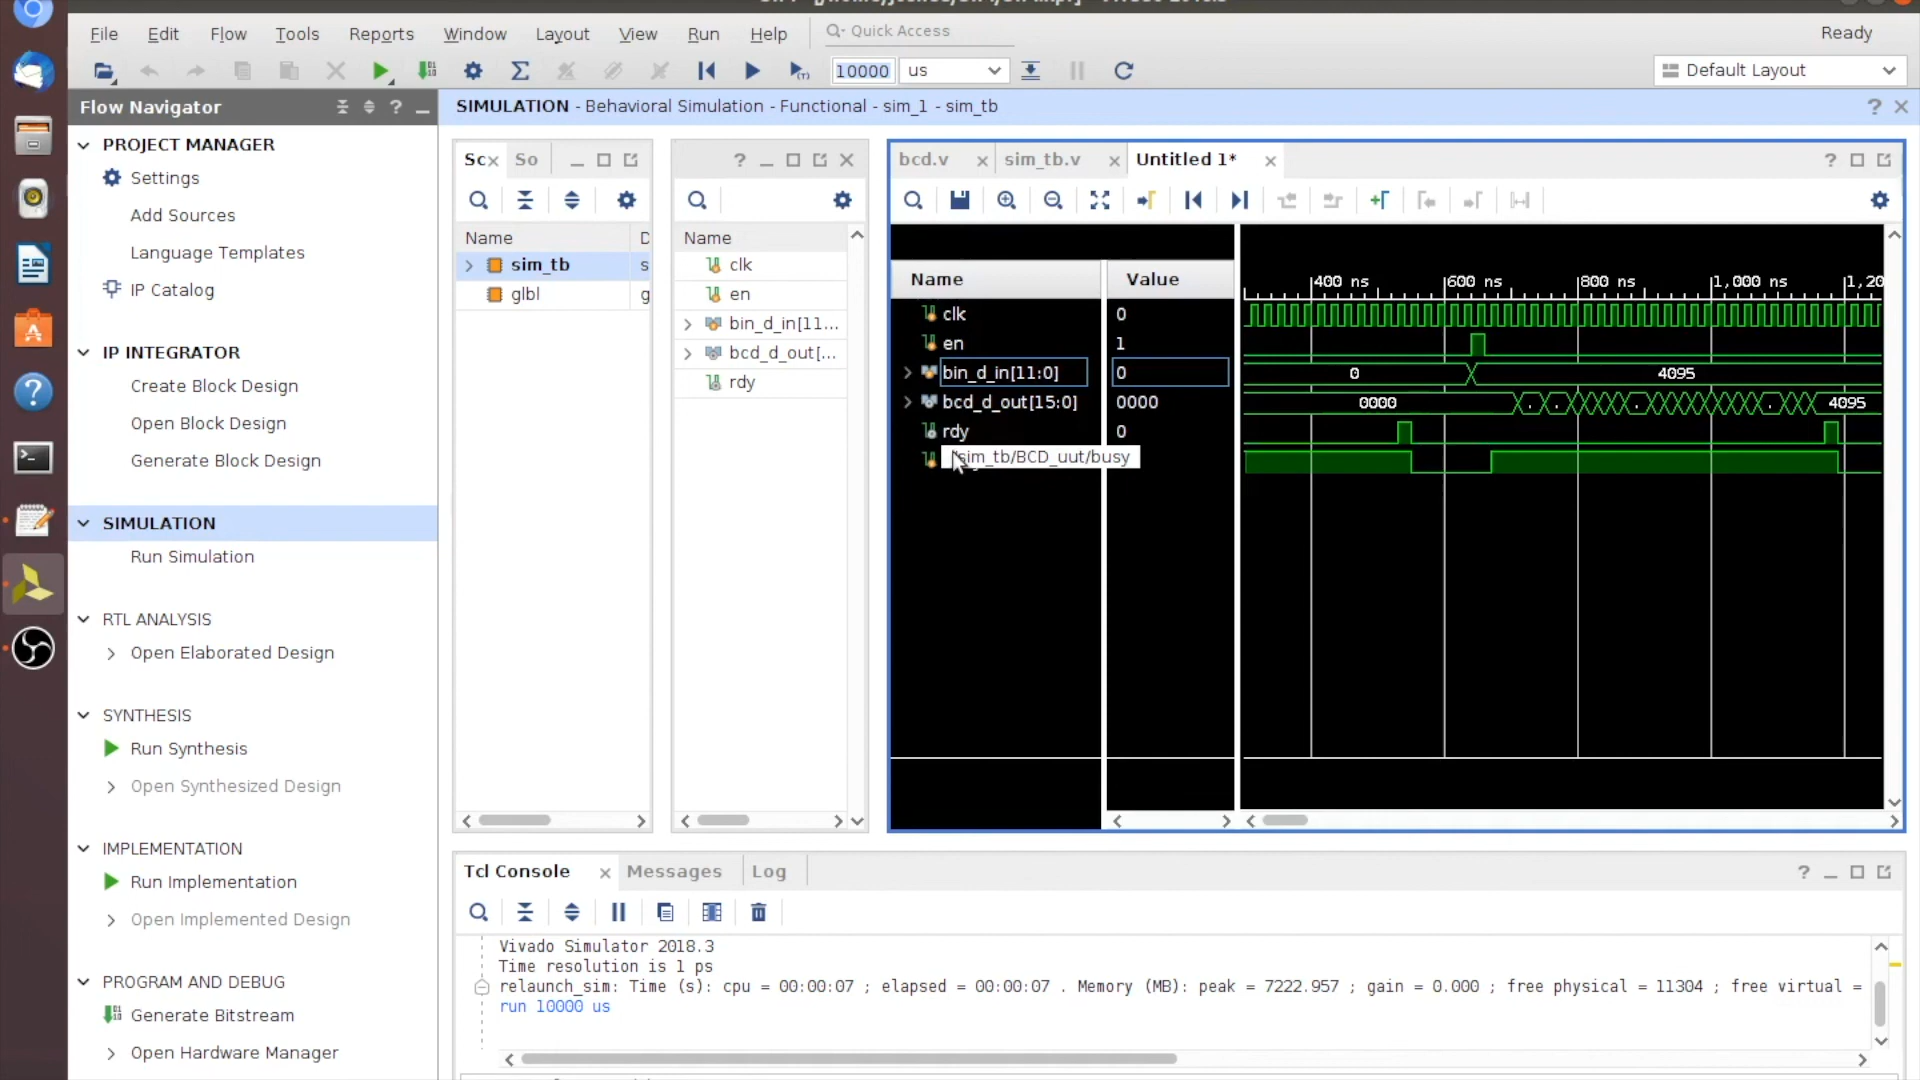 File Edit Flow Tools Reports Window Layout View Run Help Quick Access Ready
10000 us Default Layout
Flow Navigator ? _
SIMULATION - Behavioral Simulation - Functional - sim_1 - sim_tb
PROJECT MANAGER
Settings
Add Sources
Language Templates
IP Catalog
IP INTEGRATOR
Create Block Design
Open Block Design
Generate Block Design
SIMULATION
Run Simulation
RTL ANALYSIS
Open Elaborated Design
SYNTHESIS
Run Synthesis
Open Synthesized Design
IMPLEMENTATION
Run Implementation
Open Implemented Design
PROGRAM AND DEBUG
Generate Bitstream
Open Hardware Manager
Sc So
Name D
sim_tb s
glbl g
Name
clk
en
bin_d_in[11...
bcd_d_out[...
rdy
bcd.v sim_tb.v Untitled 1*
Name Value
400 ns 600 ns 800 ns 1,000 ns 1,20
clk 0
en 1
bin_d_in[11:0] 0 0 4095
bcd_d_out[15:0] 0000 0000 4095
rdy 0
/sim_tb/BCD_uut/busy
Tcl Console Messages Log
Vivado Simulator 2018.3
Time resolution is 1 ps
relaunch_sim: Time (s): cpu = 00:00:07 ; elapsed = 00:00:07 . Memory (MB): peak = 7222.957 ; gain = 0.000 ; free physical = 11304 ; free virtual =
run 10000 us